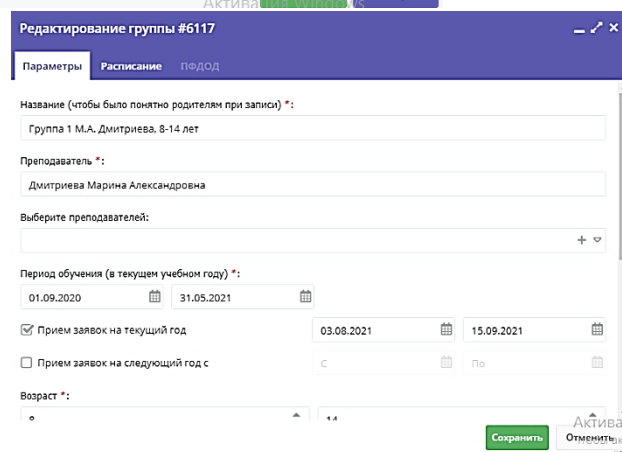 Активация Windows
Редактирование группы #6117
Параметры Расписание ПФДОД
Название (чтобы было понятно родителям при записи) *:
Группа 1 М.А. Дмитриева, 8-14 лет
Преподаватель *:
Дмитриева Марина Александровна
Выберите преподавателей:
Период обучения (в текущем учебном году) *:
01.09.2020 31.05.2021
Прием заявок на текущий год 03.08.2021 15.09.2021
Прием заявок на следующий год с С По
Возраст *:
8 14
Актива
Сохранить Отменить